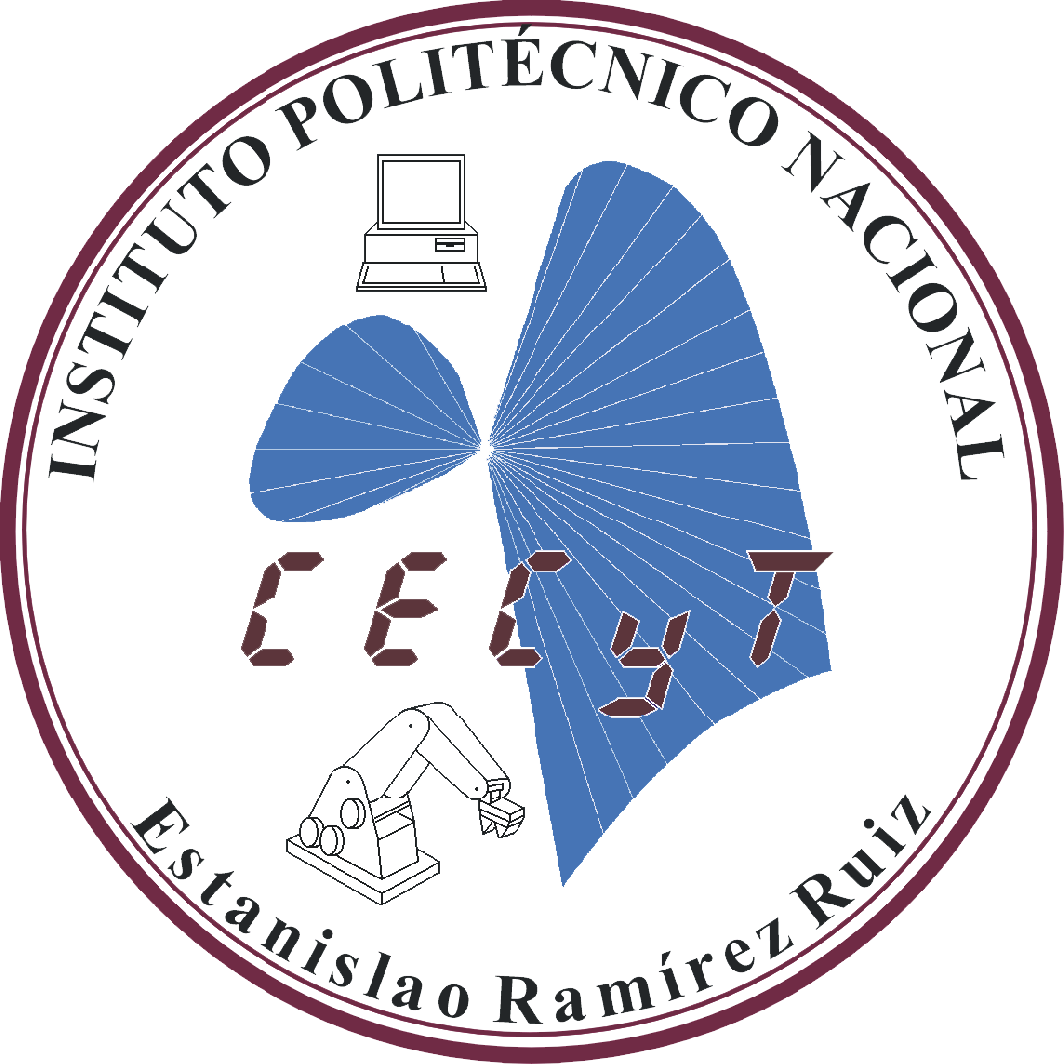 INSTITUTO POLITÉCNICO NACIONAL
CECyT
Estanislao Ramírez Ruiz